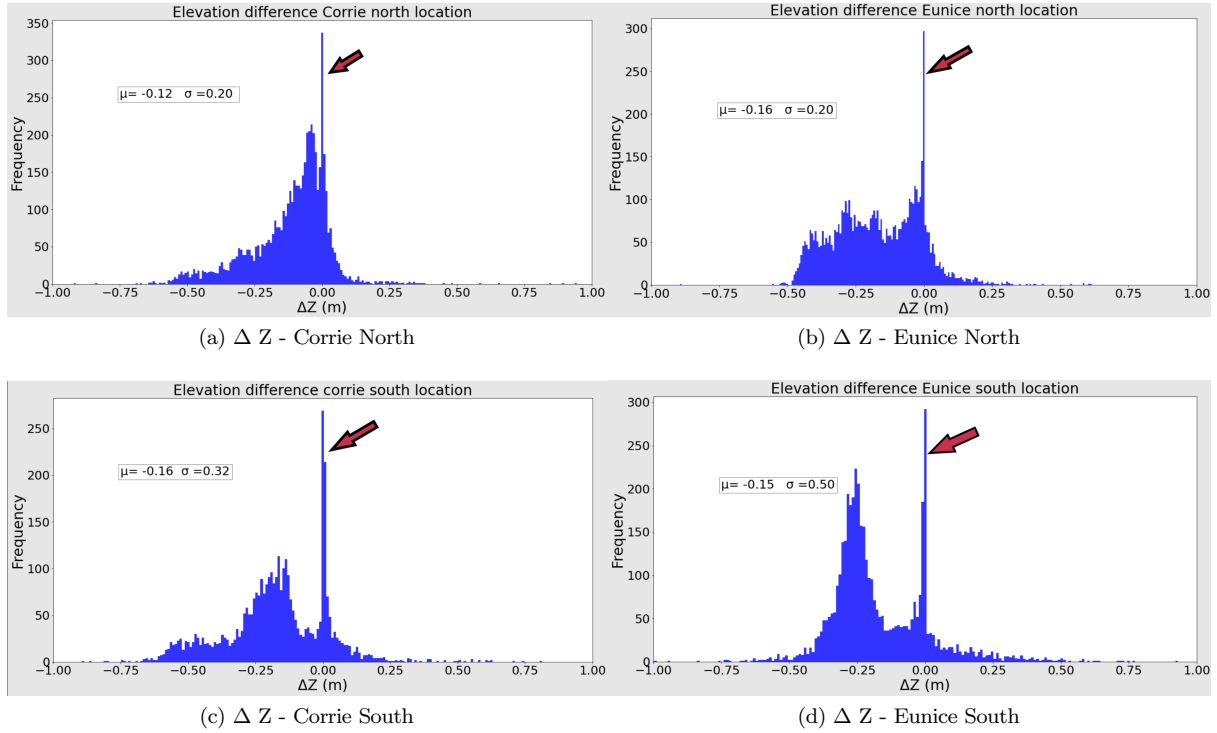 Elevation difference Corrie north location
350
300
250
200
150
100
50
0
Frequency
μ= -0.12 σ =0.20
−1.00 −0.75 −0.50 −0.25 0.00 0.25 0.50 0.75 1.00
ΔZ (m)
(a) Δ Z - Corrie North
Elevation difference Eunice north location
300
250
200
150
100
50
0
Frequency
μ= -0.16 σ =0.20
−1.00 −0.75 −0.50 −0.25 0.00 0.25 0.50 0.75 1.00
ΔZ (m)
(b) Δ Z - Eunice North
Elevation difference corrie south location
250
200
150
100
50
0
Frequency
μ= -0.16 σ =0.32
−1.00 −0.75 −0.50 −0.25 0.00 0.25 0.50 0.75 1.00
ΔZ (m)
(c) Δ Z - Corrie South
Elevation difference Eunice south location
300
250
200
150
100
50
0
Frequency
μ= -0.15 σ =0.50
−1.00 −0.75 −0.50 −0.25 0.00 0.25 0.50 0.75 1.00
ΔZ (m)
(d) Δ Z - Eunice South